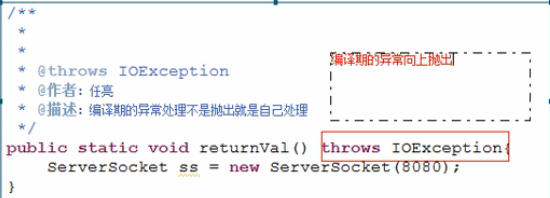 /**
*
*
* @throws IOException
* @作者：任亮
* @描述：编译期的异常处理不是抛出就是自己处理
*/
编译期的异常向上抛出
public static void returnVal() throws IOException{
ServerSocket ss = new ServerSocket(8080);
}